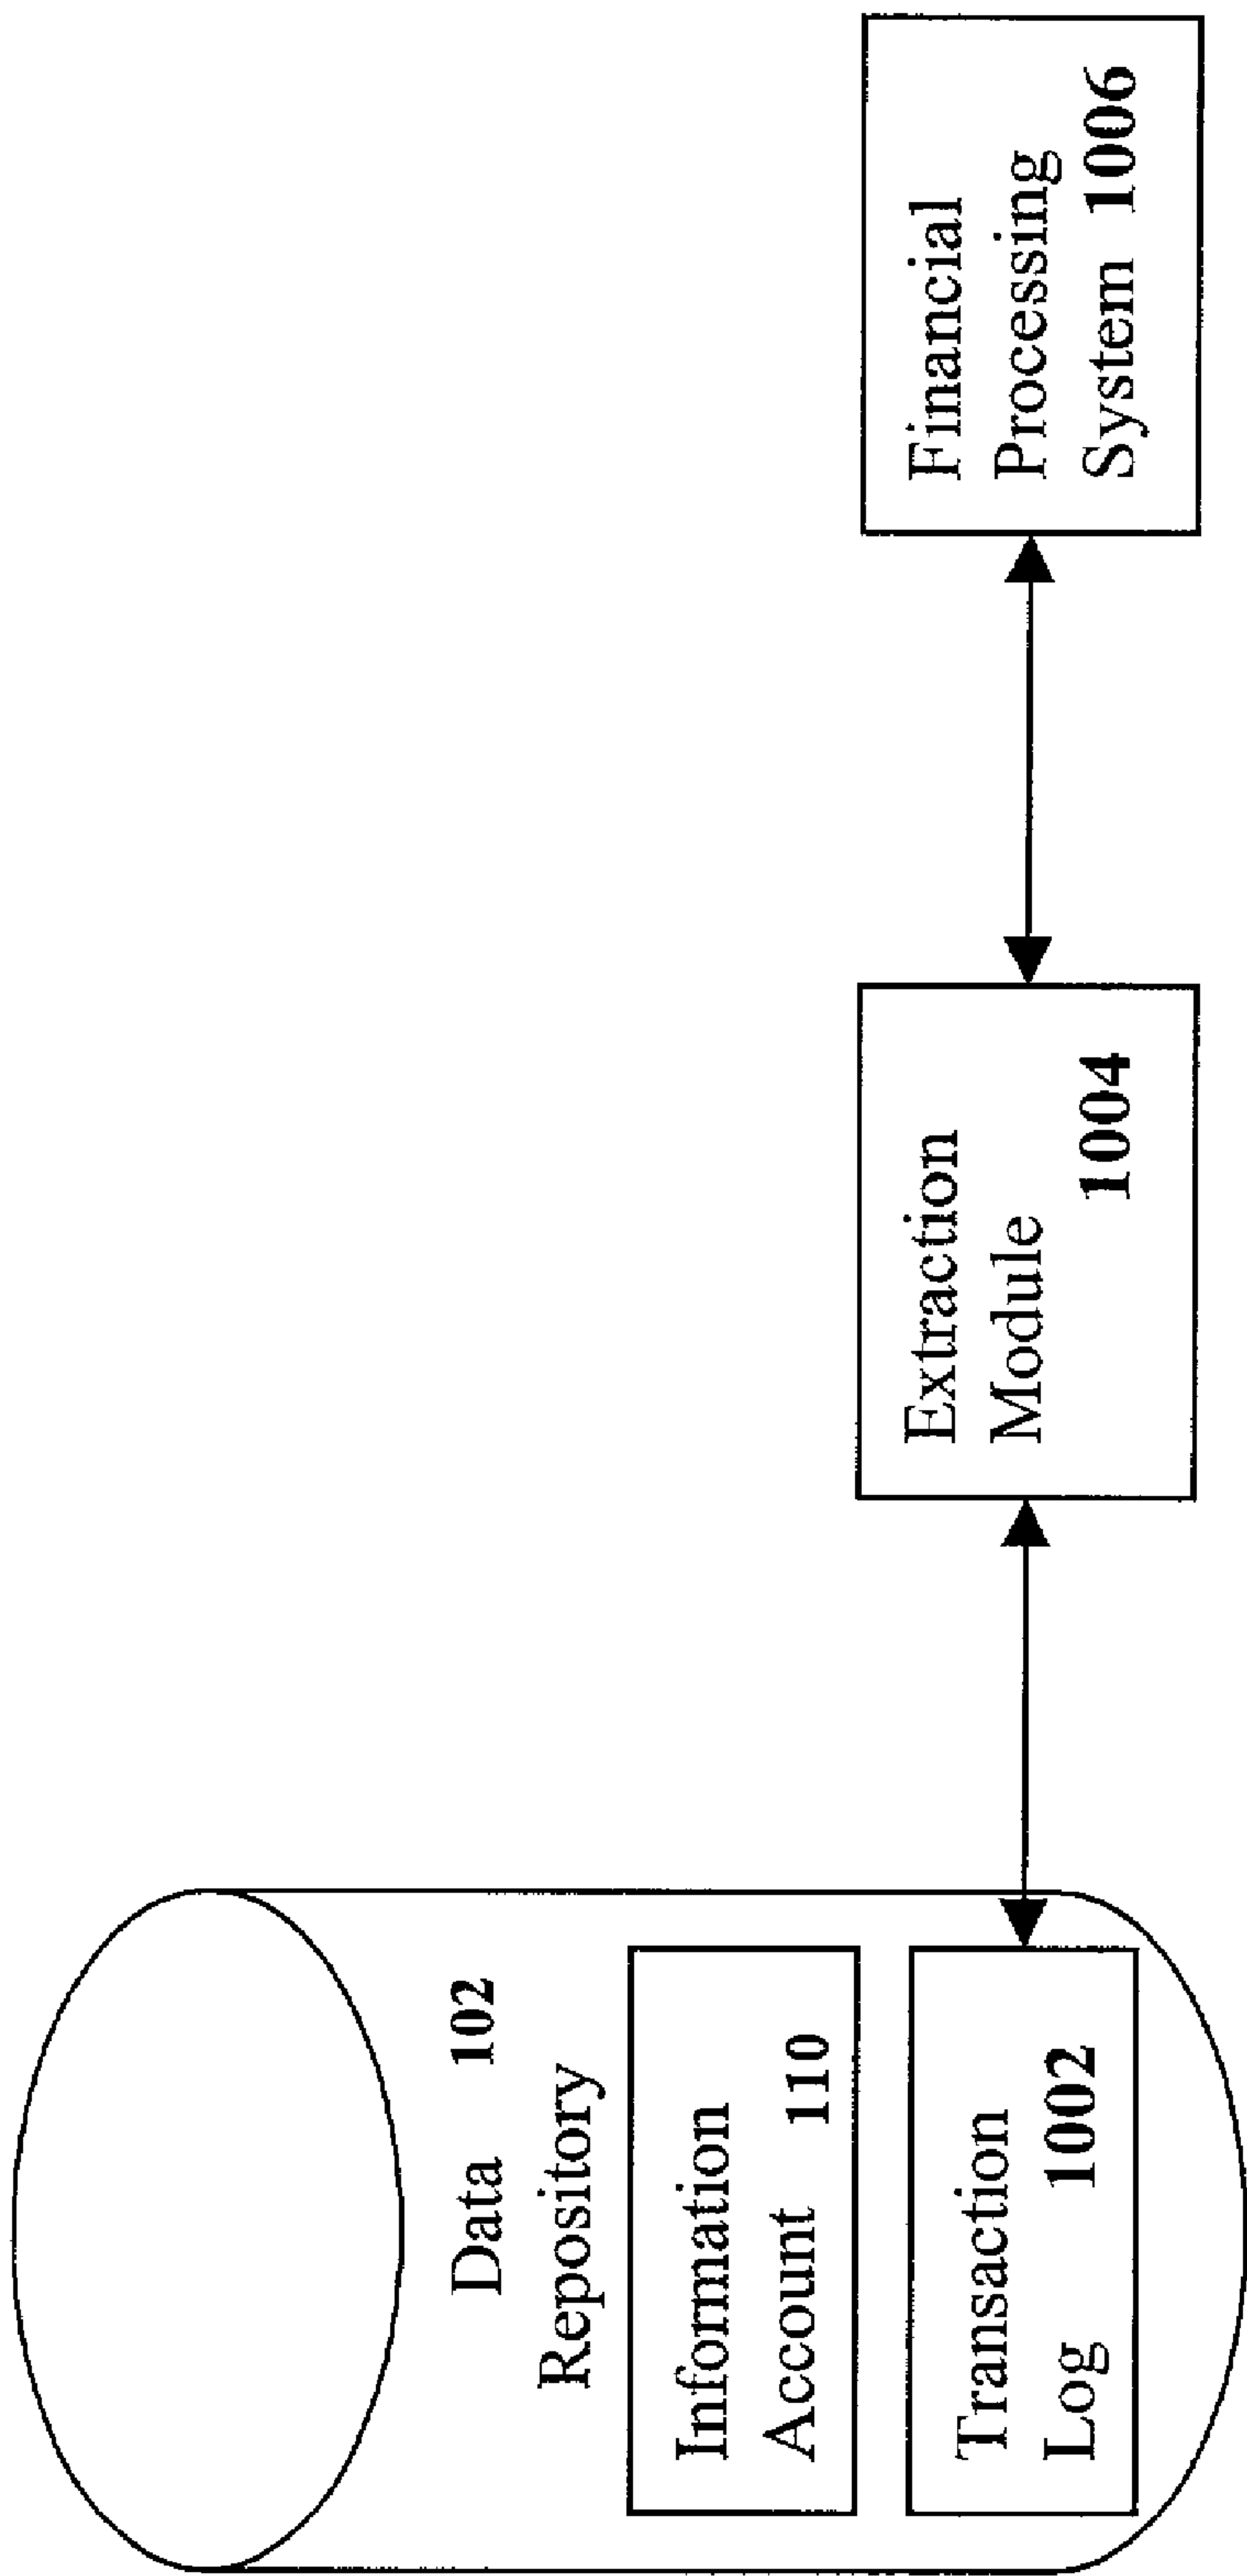 Data 102
Repository
Information
Account 110
Transaction
Log 1002
Extraction
Module
1004
Financial
Processing
System 1006